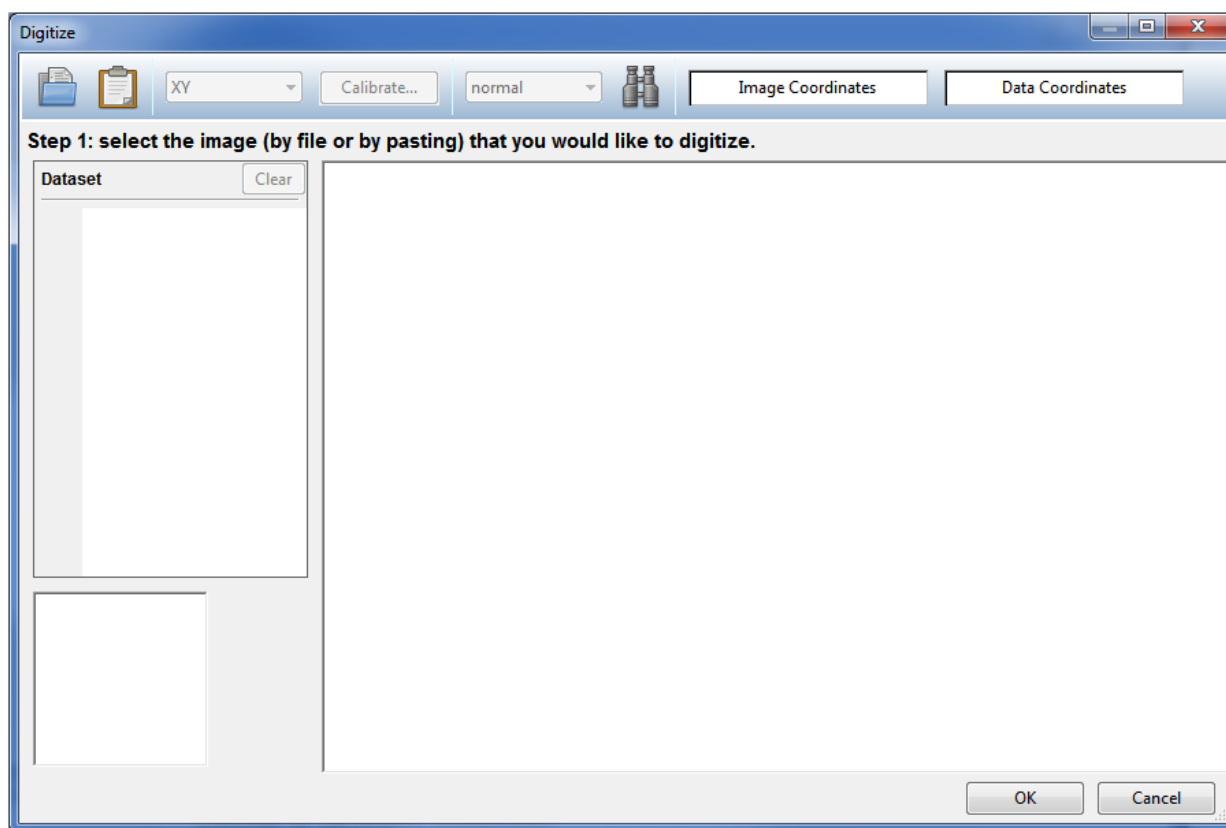 Digitize
XY
Calibrate...
normal
Image Coordinates
Data Coordinates
Step 1: select the image (by file or by pasting) that you would like to digitize.
Dataset
Clear
OK
Cancel